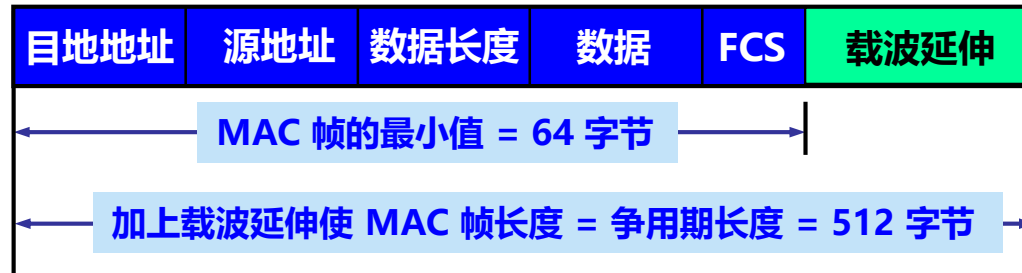 目地地址 源地址 数据长度 数据 FCS 载波延伸
MAC 帧的最小值 = 64 字节
加上载波延伸使 MAC 帧长度 = 争用期长度 = 512 字节